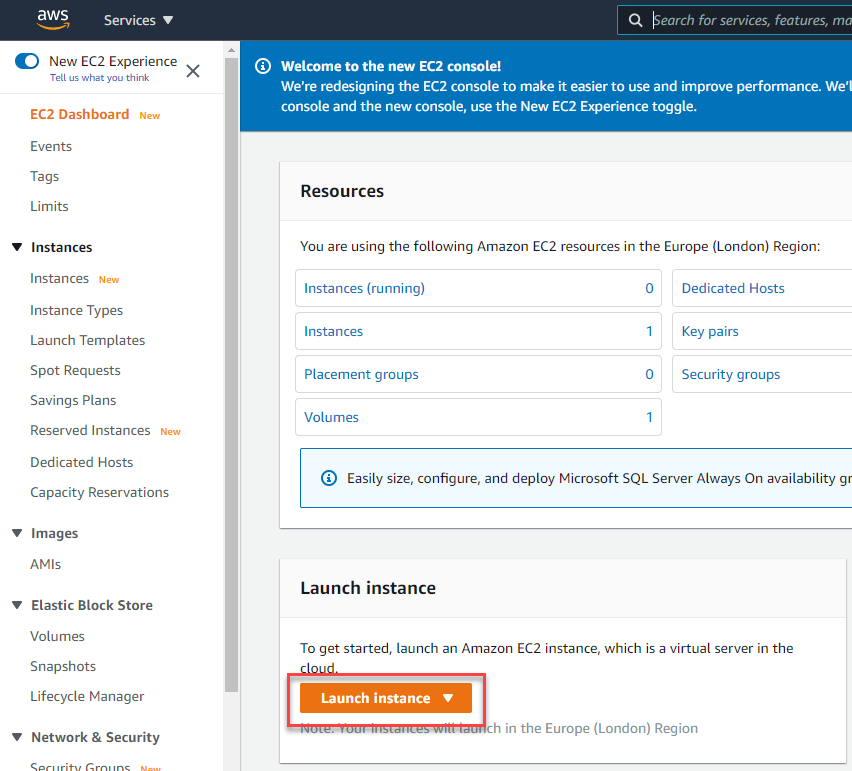 aws
Services
Search for services, features, ma
New EC2 Experience
Tell us what you think
EC2 Dashboard New
Events
Tags
Limits
Instances
Instances New
Instance Types
Launch Templates
Spot Requests
Savings Plans
Reserved Instances New
Dedicated Hosts
Capacity Reservations
Images
AMIs
Elastic Block Store
Volumes
Snapshots
Lifecycle Manager
Network & Security
Security Groups New
Welcome to the new EC2 console!
We're redesigning the EC2 console to make it easier to use and improve performance. We'l
console and the new console, use the New EC2 Experience toggle.
Resources
You are using the following Amazon EC2 resources in the Europe (London) Region:
Instances (running) 0
Dedicated Hosts
Instances 1
Key pairs
Placement groups 0
Security groups
Volumes 1
Easily size, configure, and deploy Microsoft SQL Server Always On availability gr
Launch instance
To get started, launch an Amazon EC2 instance, which is a virtual server in the
cloud.
Launch instance
Note: Your instances will launch in the Europe (London) Region